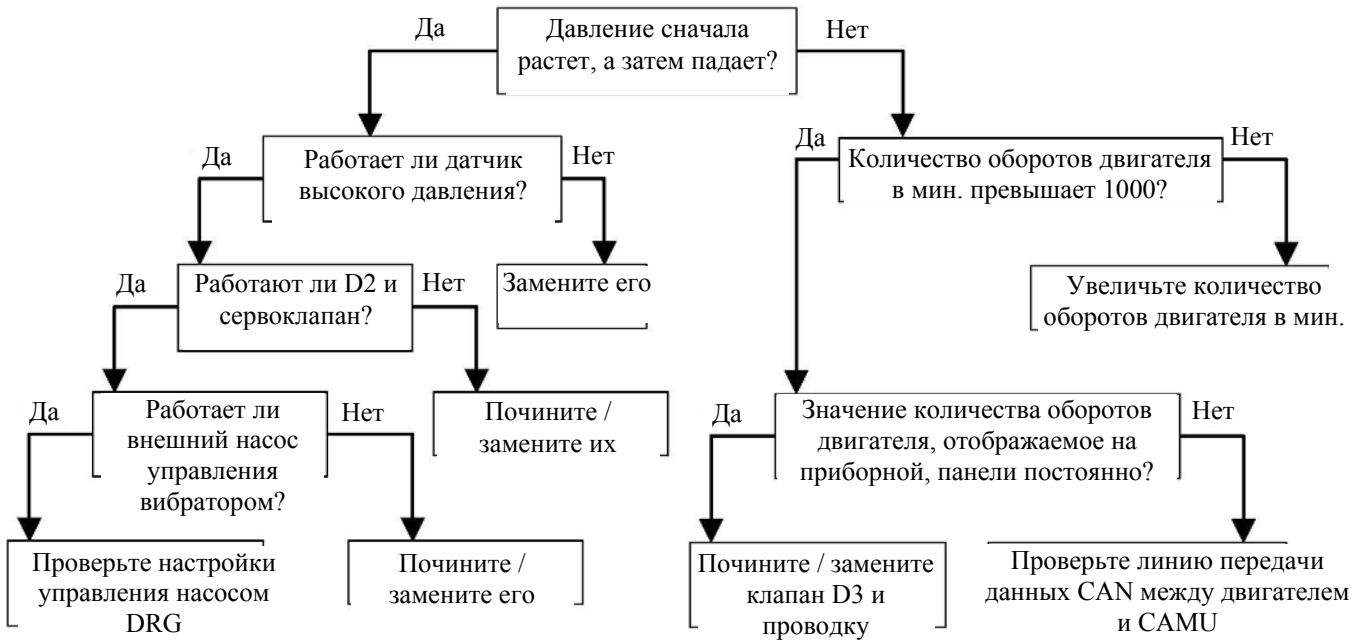 Да
Давление сначала
растет, а затем падает?
Нет
Да
Работает ли датчик
высокого давления?
Нет
Да
Количество оборотов двигателя
в мин. превышает 1000?
Нет
Да
Работают ли D2 и
сервоклапан?
Нет
Замените его
Увеличьте количество
оборотов двигателя в мин.
Да
Работает ли
внешний насос
управления
вибратором?
Нет
Почините /
замените их
Да
Значение количества оборотов
двигателя, отображаемое на
приборной, панели постоянно?
Нет
Проверьте настройки
управления насосом
DRG
Почините /
замените его
Почините / замените
клапан D3 и
проводку
Проверьте линию передачи
данных CAN между двигателем
и CAMU